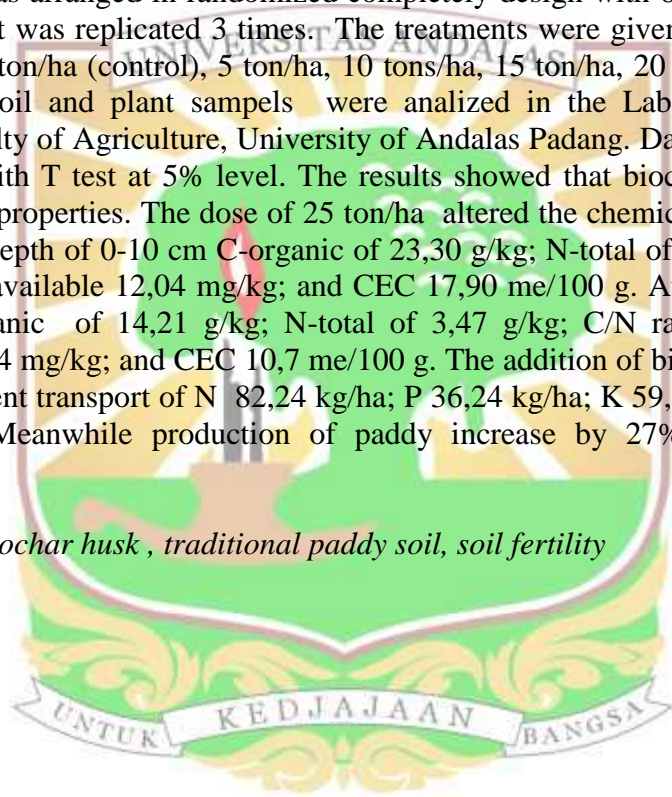 as arranged in randomized completely design with
t was replicated 3 times. The treatments were given
UNIVERSITAS ANDALAS
ton/ha (control), 5 ton/ha, 10 tons/ha, 15 ton/ha, 20
oil and plant sampels were analized in the Lab
lty of Agriculture, University of Andalas Padang. Da
ith T test at 5% level. The results showed that bioc
properties. The dose of 25 ton/ha altered the chemic
epth of 0-10 cm C-organic of 23,30 g/kg; N-total of
available 12,04 mg/kg; and CEC 17,90 me/100 g. A
anic of 14,21 g/kg; N-total of 3,47 g/kg; C/N ra
4 mg/kg; and CEC 10,7 me/100 g. The addition of bi
ent transport of N 82,24 kg/ha; P 36,24 kg/ha; K 59,
Meanwhile production of paddy increase by 27%
ochar husk , traditional paddy soil, soil fertility
UNTUK KEDJAJAAN BANGSA